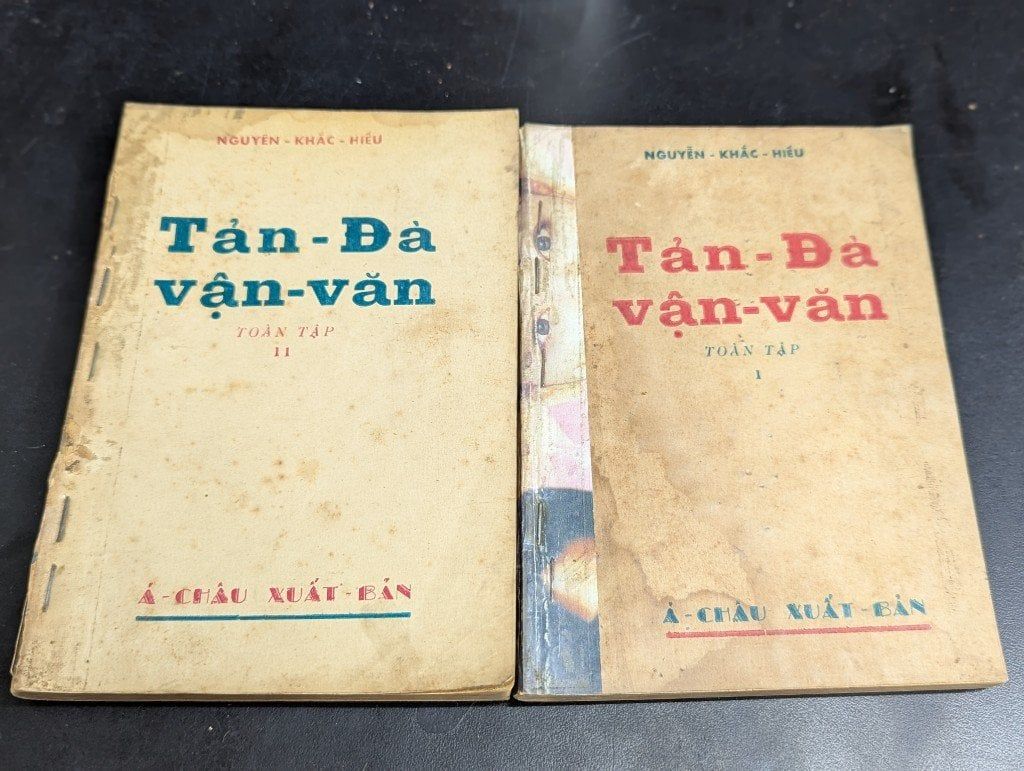 NGUYỄN - KHẮC - HIẾU
Tản - Đà
vận-văn
TOÀN TẬP
II
Á - CHÂU XUẤT - BẢN
NGUYỄN - KHẮC - HIẾU
Tản - Đà
vận-văn
TOÀN TẬP
I
Á - CHÂU XUẤT - BẢN